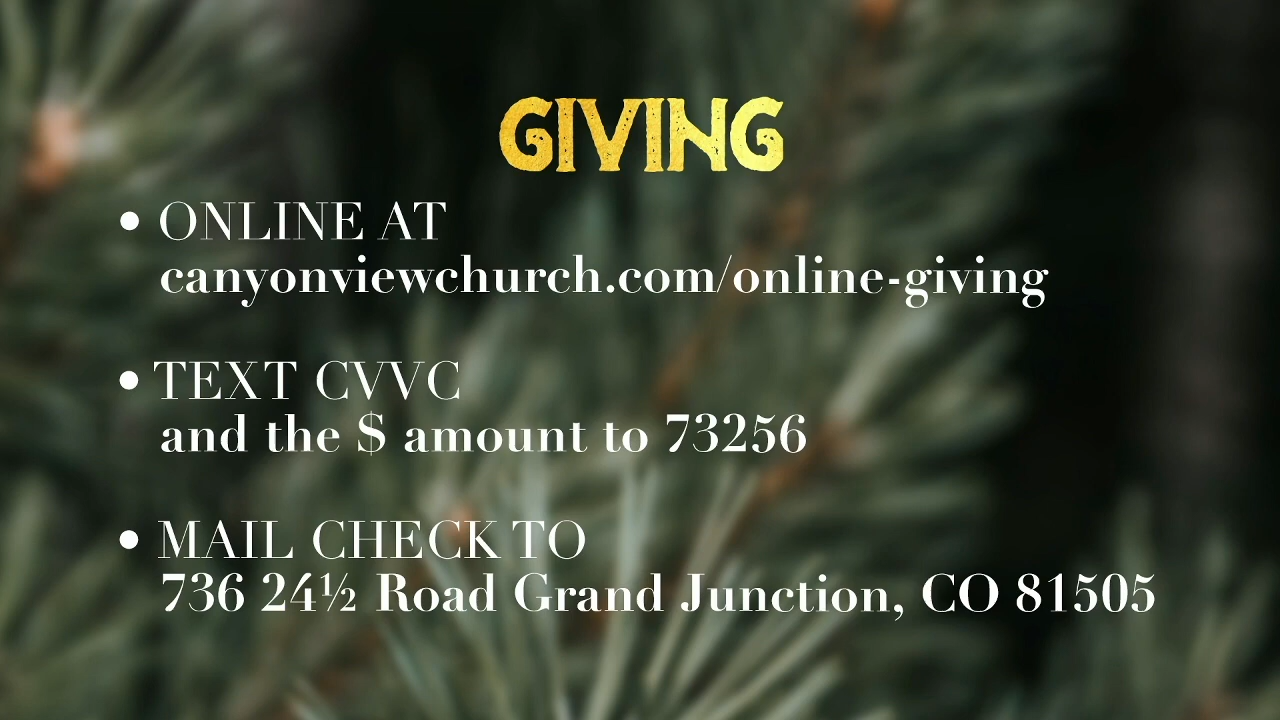 GIVING
• ONLINE AT
canyonviewchurch.com/online-giving
• TEXT CVVC
and the $ amount to 73256
• MAIL CHECK TO
736 24½ Road Grand Junction, CO 81505